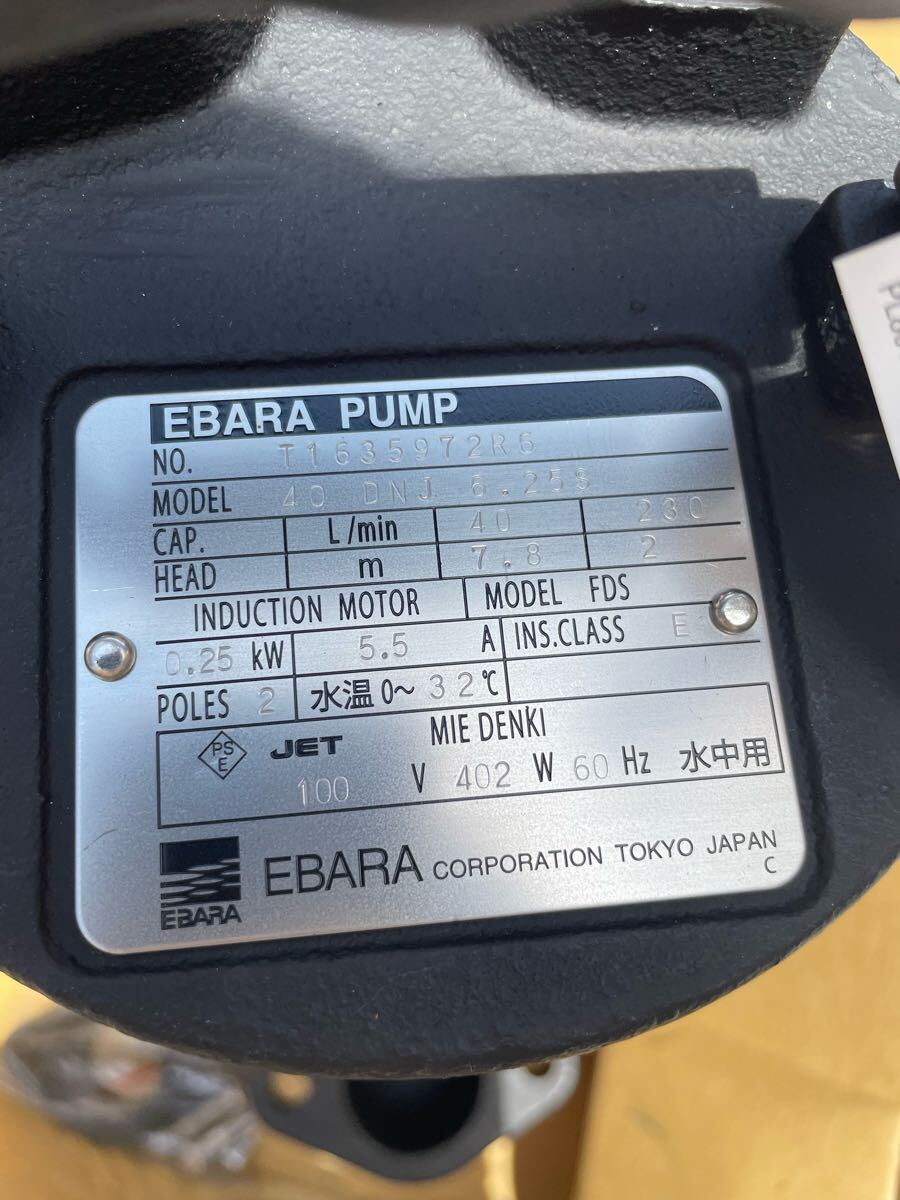 EBARA PUMP
NO. T1635972R6
MODEL 40 DNJ 6.25S
CAP. L/min 40 230
HEAD m 7.8 2
INDUCTION MOTOR MODEL FDS
0.25 kW 5.5 A INS.CLASS E
POLES 2 水温0~32℃
PS E JET MIE DENKI
100 V 402 W 60 Hz 水中用
EBARA EBARA CORPORATION TOKYO JAPAN
C